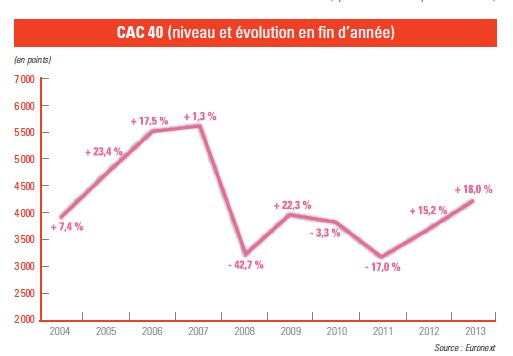 CAC 40 (niveau et évolution en fin d'année)
(en points)
7 000
6 000
5 500
5 000
4 500
4 000
3 500
3 000
2 500
2 000
+ 7,4 %
+ 23,4 %
+ 17,5 %
+ 1,3 %
- 42,7 %
+ 22,3 %
- 3,3 %
- 17,0 %
+ 15,2 %
+ 18,0 %
2004 2005 2006 2007 2008 2009 2010 2011 2012 2013
Source : Euronext